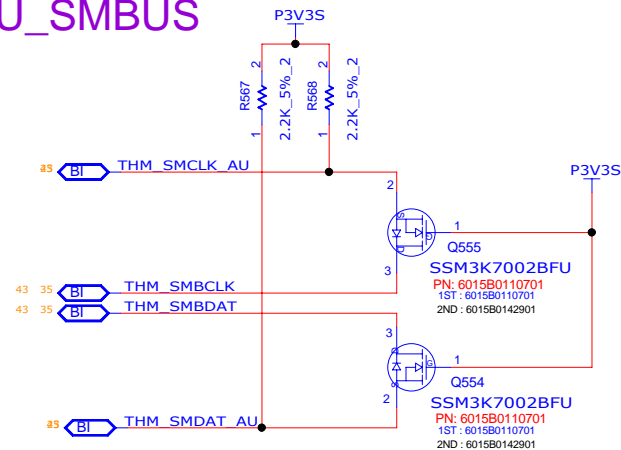 U_SMBUS
P3V3S
2
2
R567
2.2K_5%_2
R568
2.2K_5%_2
1
1
BI
THM_SMCLK_AU
P3V3S
2
S
G
D
1
Q555
3
SSM3K7002BFU
PN: 6015B0110701
1ST : 6015B0110701
2ND : 6015B0142901
43 35
BI
THM_SMBCLK
43 35
BI
THM_SMBDAT
3
G
S
1
Q554
2
SSM3K7002BFU
PN: 6015B0110701
1ST : 6015B0110701
2ND : 6015B0142901
BI
THM_SMDAT_AU